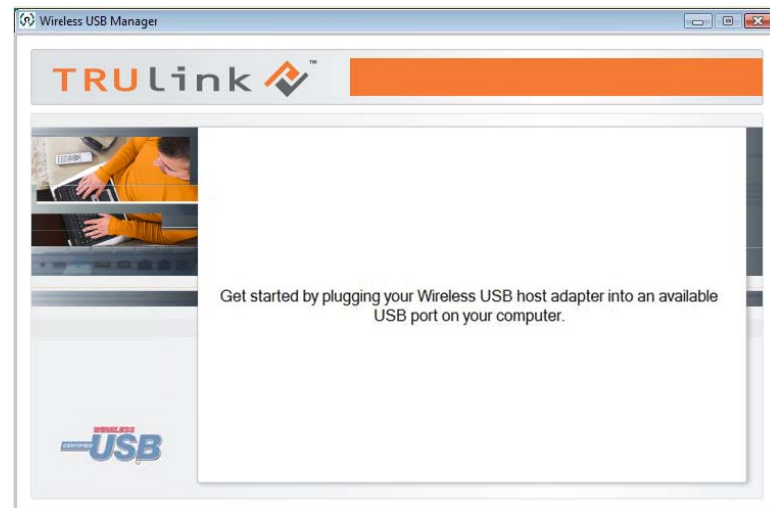 Wireless USB Manager
TRULink™
Get started by plugging your Wireless USB host adapter into an available
USB port on your computer.
WIRELESS
CERTIFIED USB